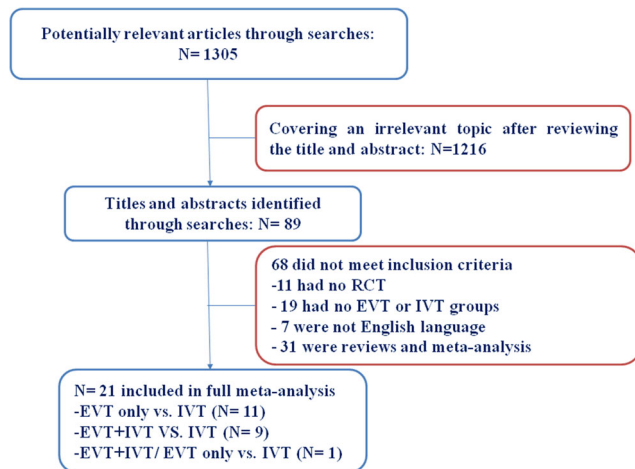 Potentially relevant articles through searches:
N= 1305
Covering an irrelevant topic after reviewing
the title and abstract: N=1216
Titles and abstracts identified
through searches: N= 89
68 did not meet inclusion criteria
-11 had no RCT
- 19 had no EVT or IVT groups
- 7 were not English language
- 31 were reviews and meta-analysis
N= 21 included in full meta-analysis
-EVT only vs. IVT (N= 11)
-EVT+IVT VS. IVT (N= 9)
-EVT+IVT/ EVT only vs. IVT (N= 1)